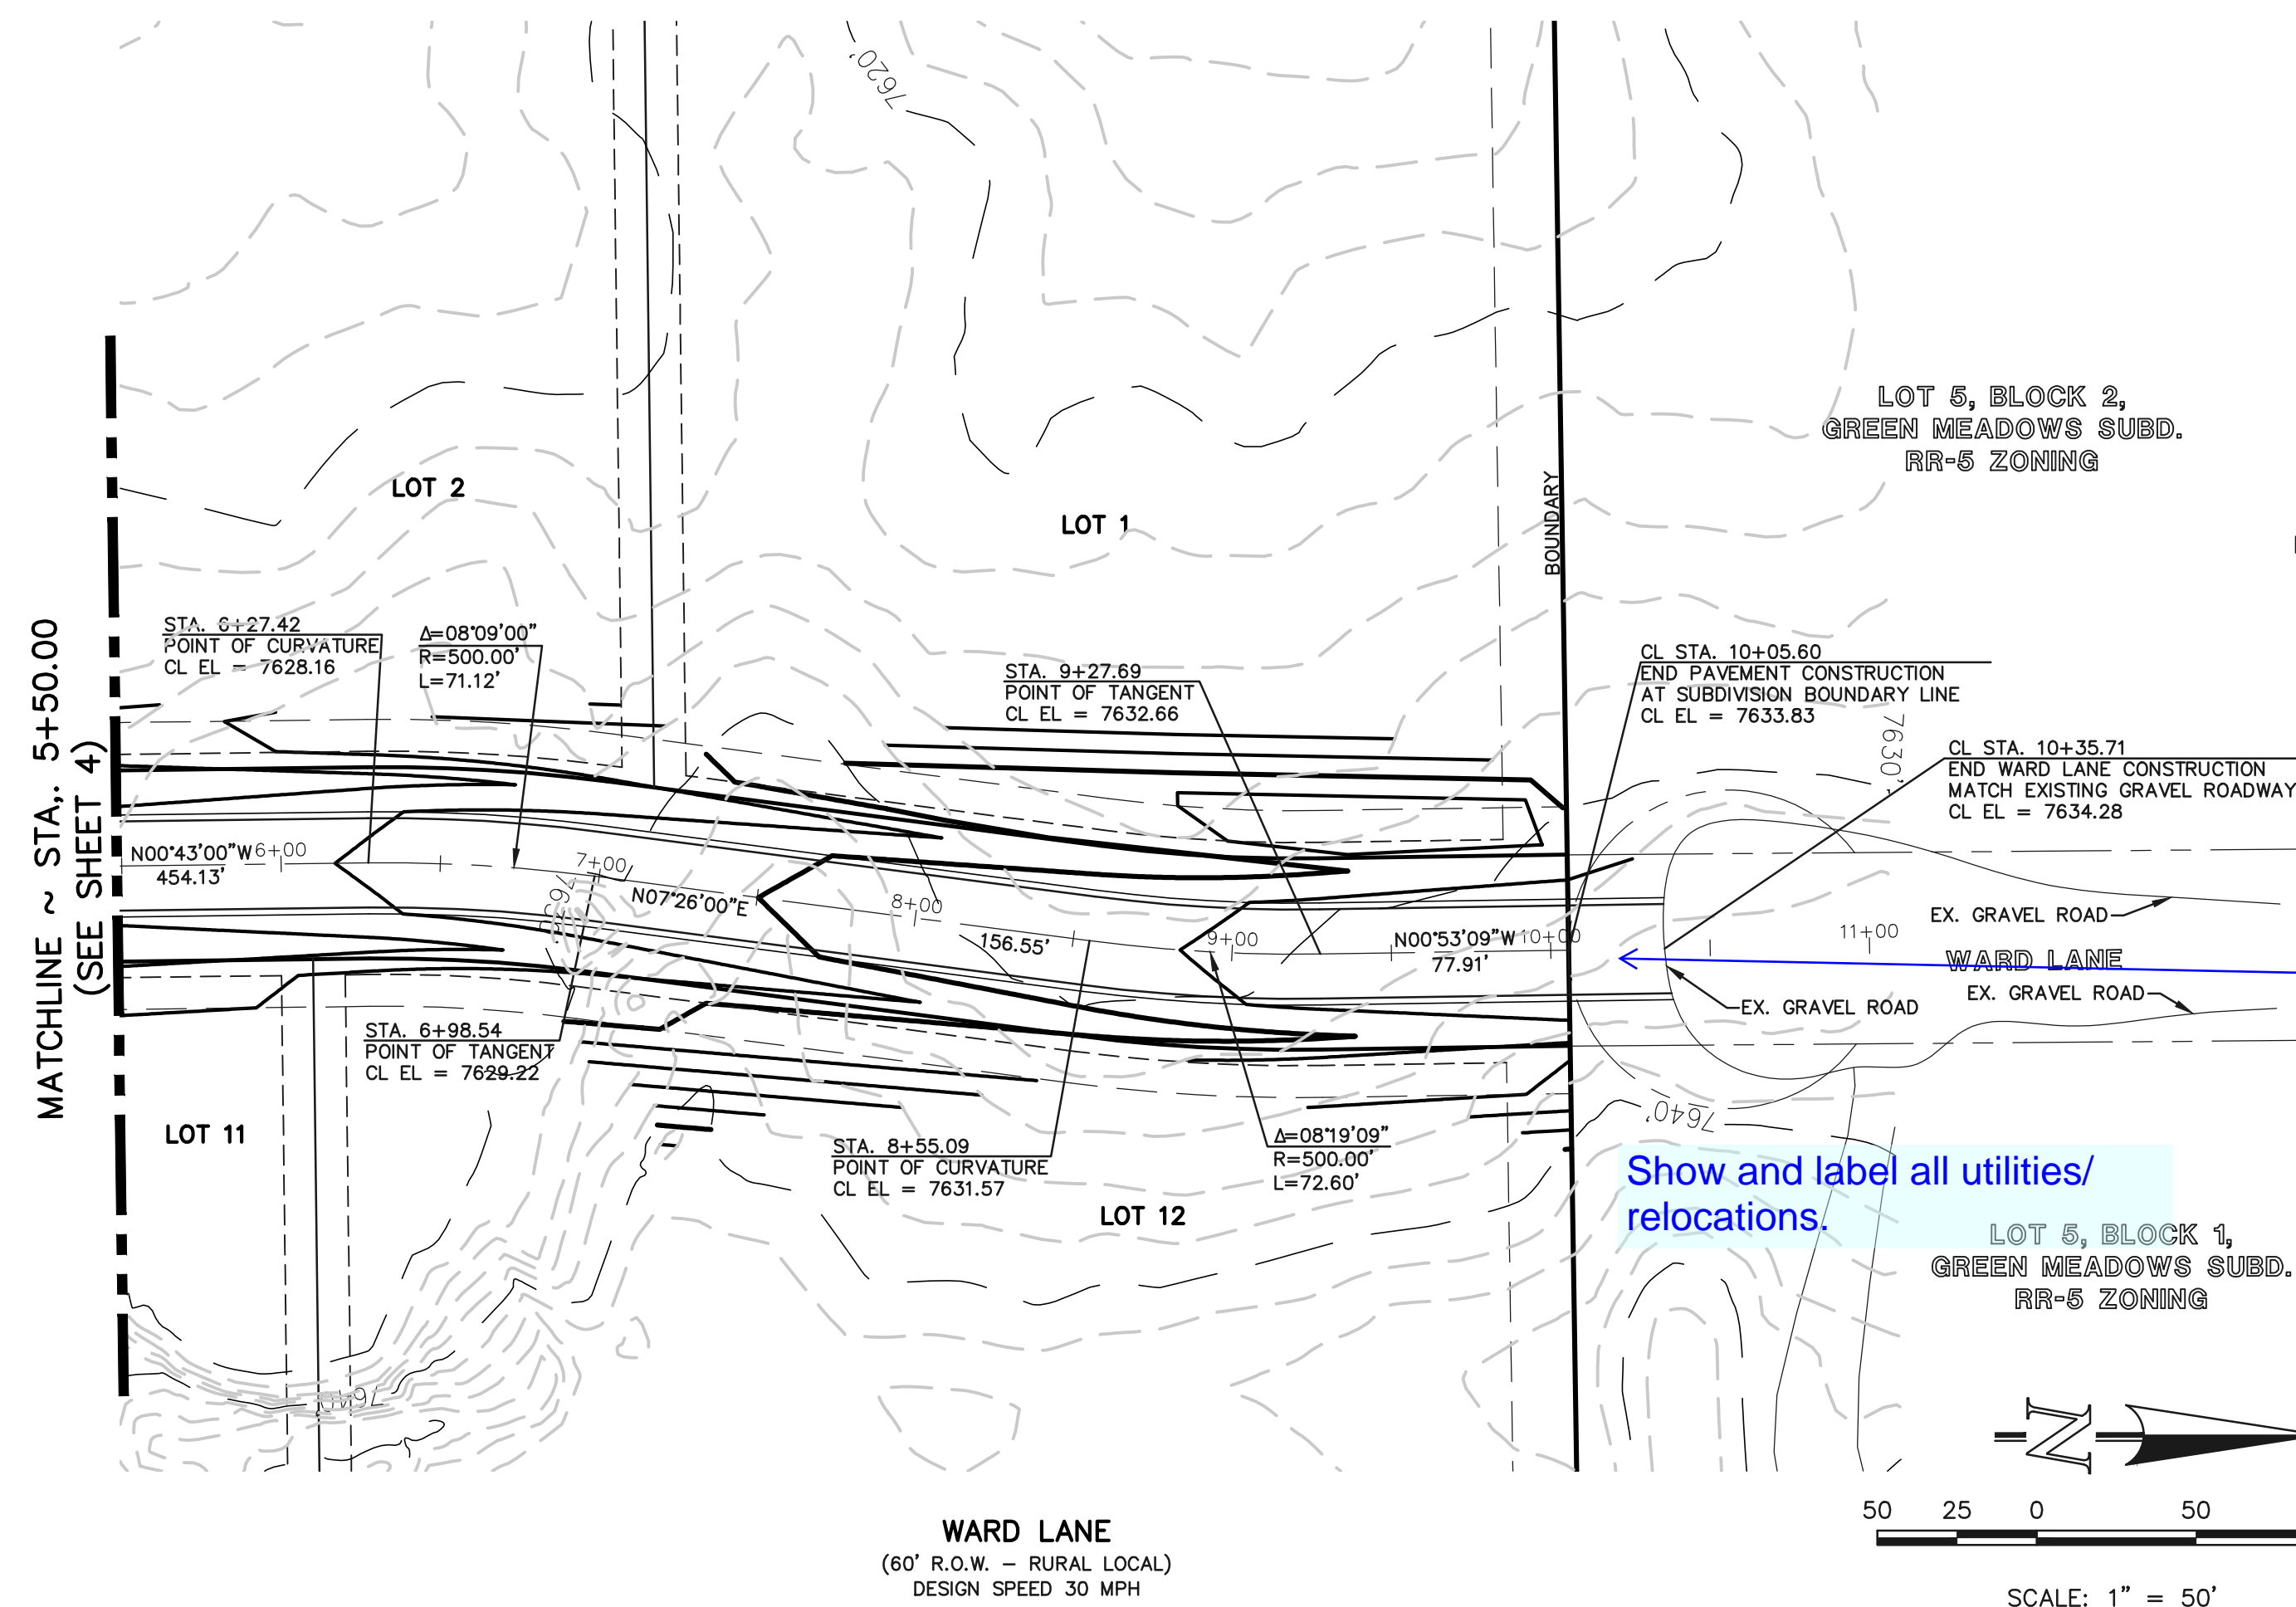 7620'
LOT 5, BLOCK 2,
GREEN MEADOWS SUBD.
RR-5 ZONING
LOT 2
LOT 1
BOUNDARY
MATCHLINE ~ STA,. 5+50.00
(SEE SHEET 4)
STA. 6+27.42
POINT OF CURVATURE
CL EL = 7628.16
Δ=08°09'00"
R=500.00'
L=71.12'
STA. 9+27.69
POINT OF TANGENT
CL EL = 7632.66
CL STA. 10+05.60
END PAVEMENT CONSTRUCTION
AT SUBDIVISION BOUNDARY LINE
CL EL = 7633.83
7630'
CL STA. 10+35.71
END WARD LANE CONSTRUCTION
MATCH EXISTING GRAVEL ROADWAY
CL EL = 7634.28
N00°43'00"W
454.13'
6+00
7+00
N07°26'00"E
156.55'
8+00
9+00
N00°53'09"W
77.91'
10+00
11+00
EX. GRAVEL ROAD
WARD LANE
EX. GRAVEL ROAD
EX. GRAVEL ROAD
STA. 6+98.54
POINT OF TANGENT
CL EL = 7629.22
LOT 11
STA. 8+55.09
POINT OF CURVATURE
CL EL = 7631.57
Δ=08°19'09"
R=500.00'
L=72.60'
7640'
LOT 12
Show and label all utilities/
relocations.
LOT 5, BLOCK 1,
GREEN MEADOWS SUBD.
RR-5 ZONING
7640
N
WARD LANE
(60' R.O.W. – RURAL LOCAL)
DESIGN SPEED 30 MPH
50 25 0 50
SCALE: 1" = 50'